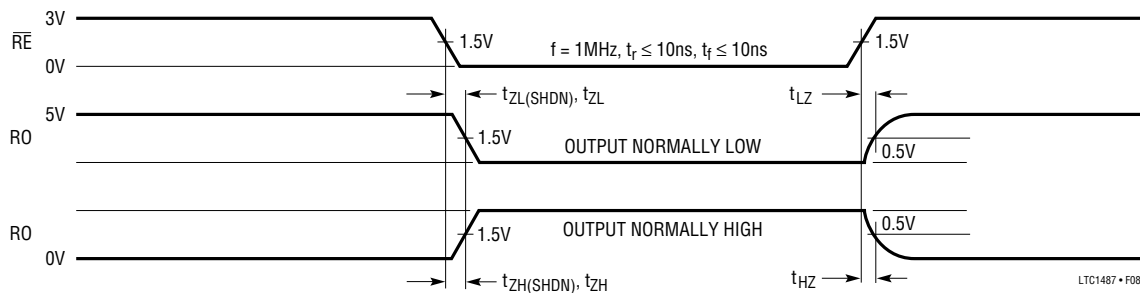 3V
R̅E̅
1.5V
f = 1MHz, tr ≤ 10ns, tf ≤ 10ns
1.5V
0V
tZL(SHDN), tZL
tLZ
5V
RO
1.5V
OUTPUT NORMALLY LOW
0.5V
RO
1.5V
OUTPUT NORMALLY HIGH
0.5V
0V
tZH(SHDN), tZH
tHZ
LTC1487 • F08